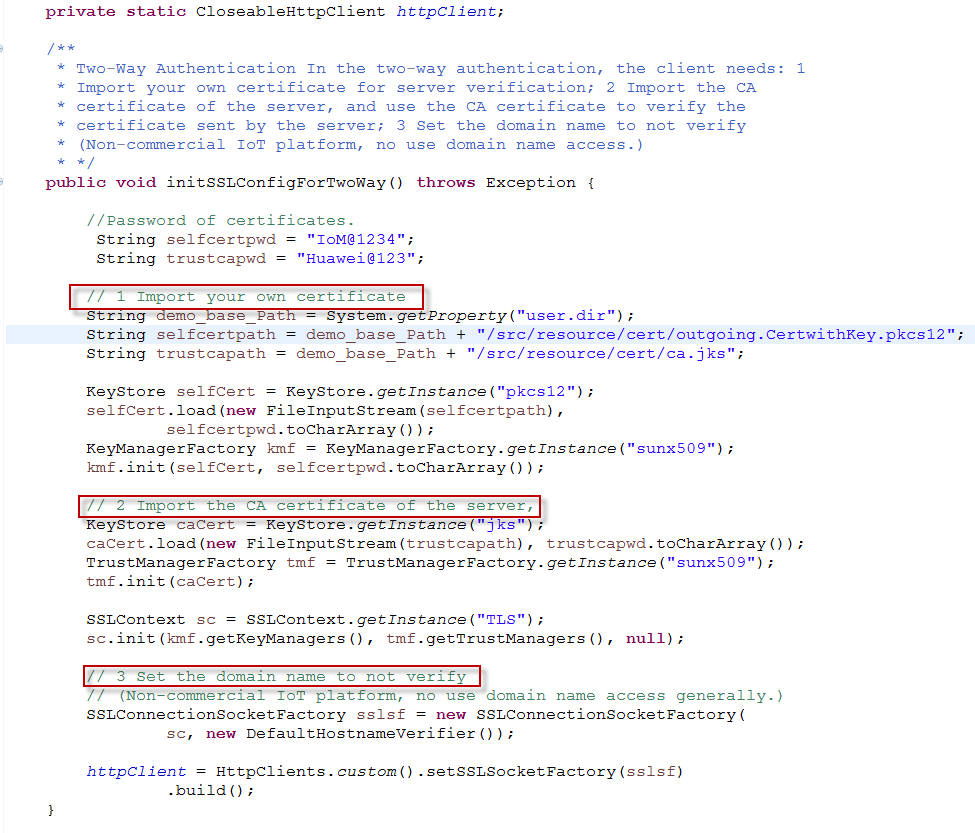 private static CloseableHttpClient httpClient;
/**
* Two-Way Authentication In the two-way authentication, the client needs: 1
* Import your own certificate for server verification; 2 Import the CA
* certificate of the server, and use the CA certificate to verify the
* certificate sent by the server; 3 Set the domain name to not verify
* (Non-commercial IoT platform, no use domain name access.)
* */
public void initSSLConfigForTwoWay() throws Exception {
//Password of certificates.
String selfcertpwd = "IoM@1234";
String trustcapwd = "Huawei@123";
// 1 Import your own certificate
String demo_base_Path = System.getProperty("user.dir");
String selfcertpath = demo_base_Path + "/src/resource/cert/outgoing.CertwithKey.pkcs12";
String trustcapath = demo_base_Path + "/src/resource/cert/ca.jks";
KeyStore selfCert = KeyStore.getInstance("pkcs12");
selfCert.load(new FileInputStream(selfcertpath),
selfcertpwd.toCharArray());
KeyManagerFactory kmf = KeyManagerFactory.getInstance("sunx509");
kmf.init(selfCert, selfcertpwd.toCharArray());
// 2 Import the CA certificate of the server,
KeyStore caCert = KeyStore.getInstance("jks");
caCert.load(new FileInputStream(trustcapath), trustcapwd.toCharArray());
TrustManagerFactory tmf = TrustManagerFactory.getInstance("sunx509");
tmf.init(caCert);
SSLContext sc = SSLContext.getInstance("TLS");
sc.init(kmf.getKeyManagers(), tmf.getTrustManagers(), null);
// 3 Set the domain name to not verify
// (Non-commercial IoT platform, no use domain name access generally.)
SSLConnectionSocketFactory sslsf = new SSLConnectionSocketFactory(
sc, new DefaultHostnameVerifier());
httpClient = HttpClients.custom().setSSLSocketFactory(sslsf)
.build();
}